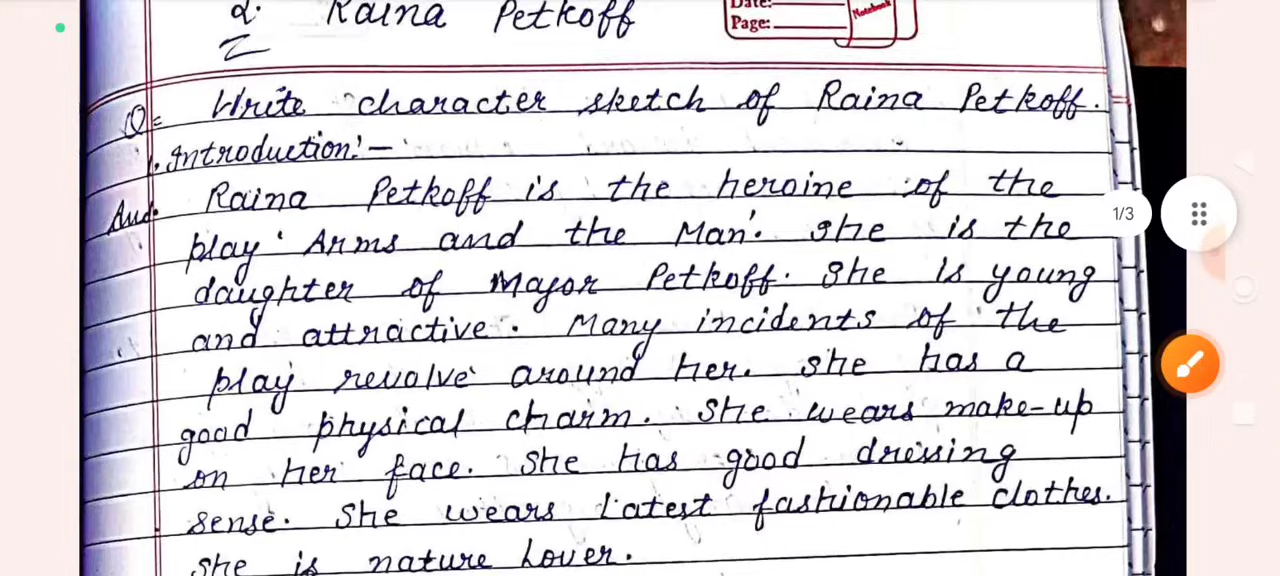 2. Raina Petkoff
Date:
Page:
Notebook
Q= Write character sketch of Raina Petkoff.
1. Introduction:-
Ans. Raina Petkoff is the heroine of the
play 'Arms and the Man'. She is the
daughter of Major Petkoff. She is young
and attractive. Many incidents of the
play revolve around her. She has a
good physical charm. She wears make-up
on her face. She has good dressing
sense. She wears Latest fashionable clothes.
She is nature Lover.
1/3